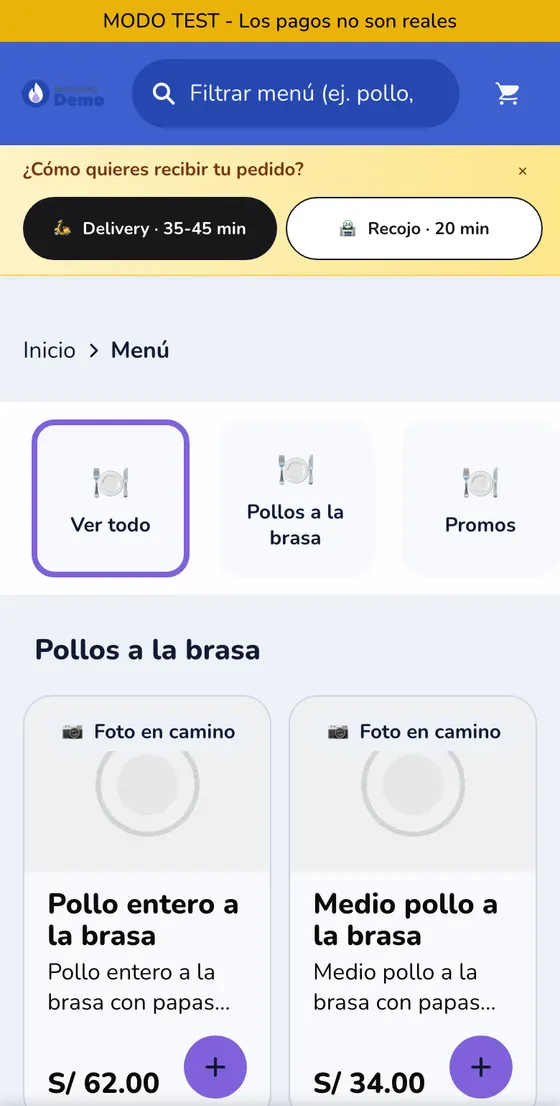 MODO TEST - Los pagos no son reales
Demo
Filtrar menú (ej. pollo,
¿Cómo quieres recibir tu pedido?
×
Delivery · 35-45 min
Recojo · 20 min
Inicio > Menú
Ver todo
Pollos a la
brasa
Promos
Pollos a la brasa
Foto en camino
Foto en camino
Pollo entero a
la brasa
Pollo entero a la
brasa con papas...
S/ 62.00
+
Medio pollo a
la brasa
Medio pollo a la
brasa con papas...
S/ 34.00
+